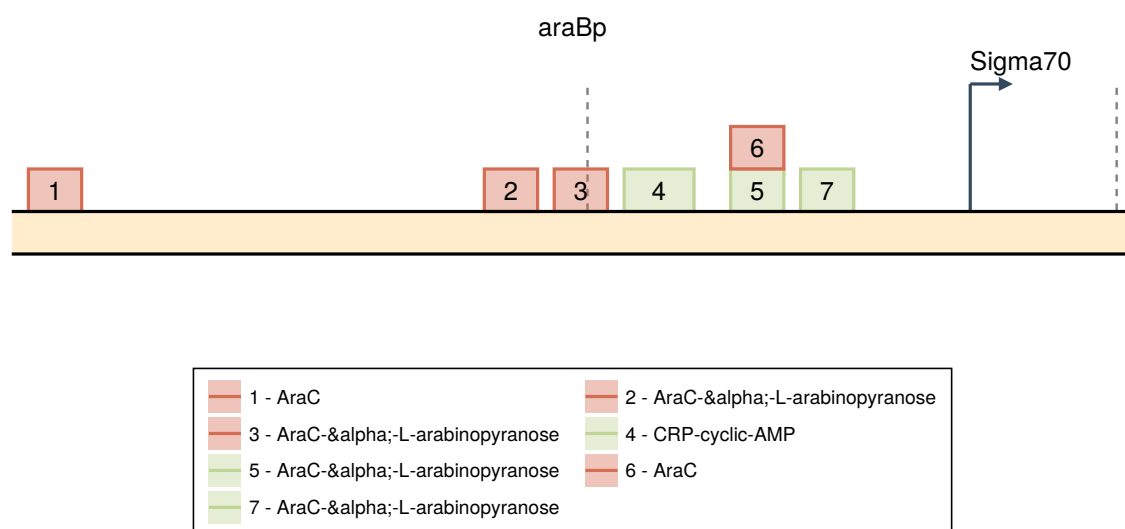 araBp
Sigma70
6
1 2 3 4 5 7
1 - AraC 2 - AraC-&alpha;-L-arabinopyranose
3 - AraC-&alpha;-L-arabinopyranose 4 - CRP-cyclic-AMP
5 - AraC-&alpha;-L-arabinopyranose 6 - AraC
7 - AraC-&alpha;-L-arabinopyranose